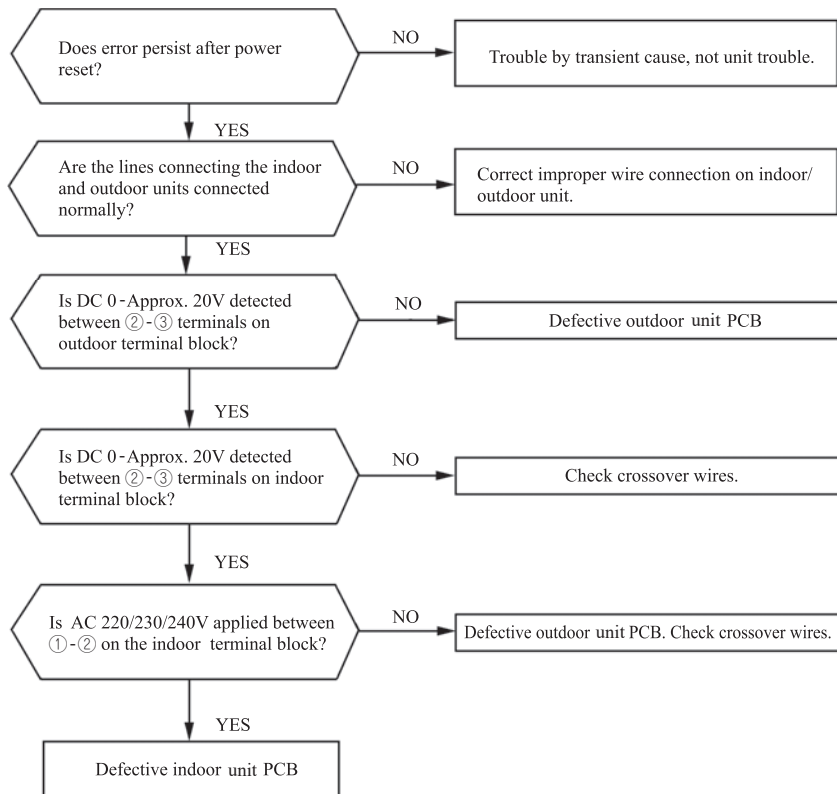 Does error persist after power
reset?
NO
Trouble by transient cause, not unit trouble.
YES
Are the lines connecting the indoor
and outdoor units connected
normally?
NO
Correct improper wire connection on indoor/
outdoor unit.
YES
Is DC 0-Approx. 20V detected
between ②-③ terminals on
outdoor terminal block?
NO
Defective outdoor unit PCB
YES
Is DC 0-Approx. 20V detected
between ②-③ terminals on indoor
terminal block?
NO
Check crossover wires.
YES
Is AC 220/230/240V applied between
①-② on the indoor terminal block?
NO
Defective outdoor unit PCB. Check crossover wires.
YES
Defective indoor unit PCB